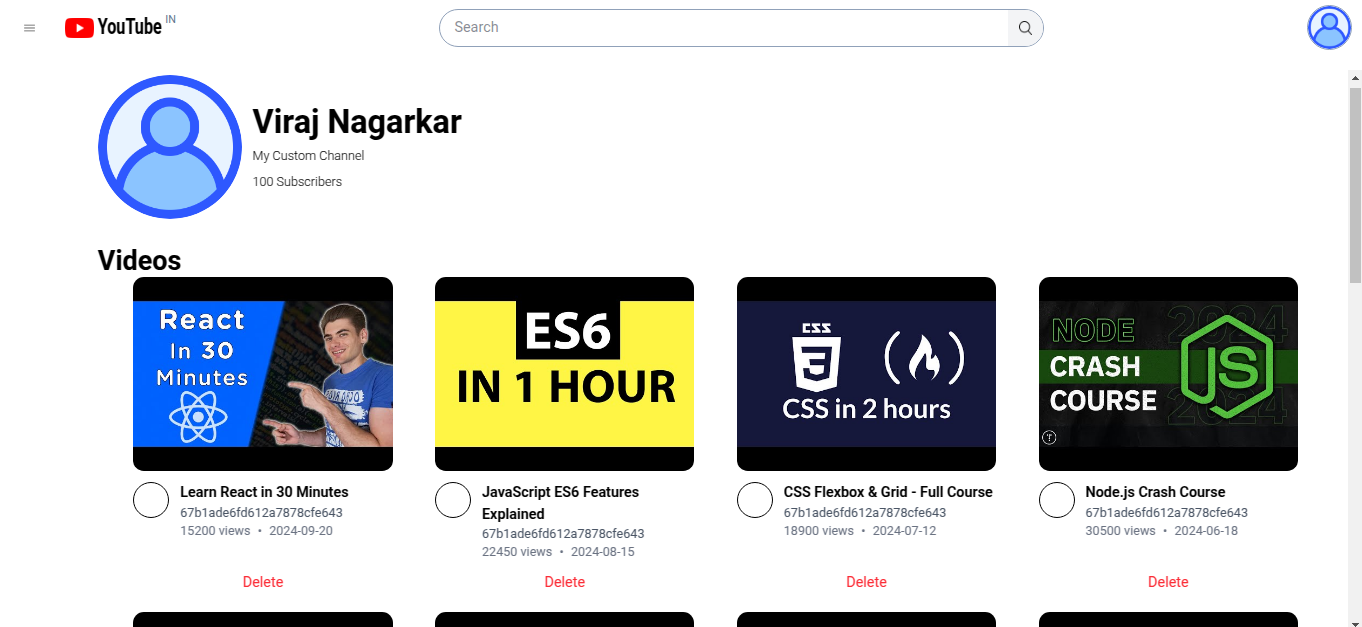 YouTube IN
Search
Viraj Nagarkar
My Custom Channel
100 Subscribers
Videos
React
In 30
Minutes
ES6
IN 1 HOUR
CSS
3
CSS in 2 hours
2024
NODE
CRASH
COURSE
JS
2024
Learn React in 30 Minutes
67b1ade6fd612a7878cfe643
15200 views • 2024-09-20
Delete
JavaScript ES6 Features
Explained
67b1ade6fd612a7878cfe643
22450 views • 2024-08-15
Delete
CSS Flexbox & Grid - Full Course
67b1ade6fd612a7878cfe643
18900 views • 2024-07-12
Delete
Node.js Crash Course
67b1ade6fd612a7878cfe643
30500 views • 2024-06-18
Delete